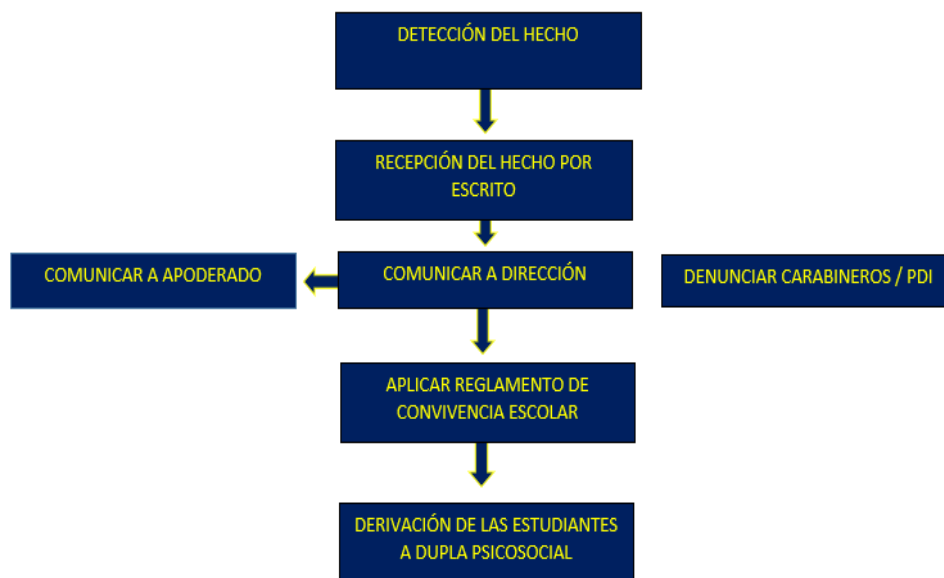 DETECCIÓN DEL HECHO
RECEPCIÓN DEL HECHO POR
ESCRITO
COMUNICAR A APODERADO
COMUNICAR A DIRECCIÓN
DENUNCIAR CARABINEROS / PDI
APLICAR REGLAMENTO DE
CONVIVENCIA ESCOLAR
DERIVACIÓN DE LAS ESTUDIANTES
A DUPLA PSICOSOCIAL